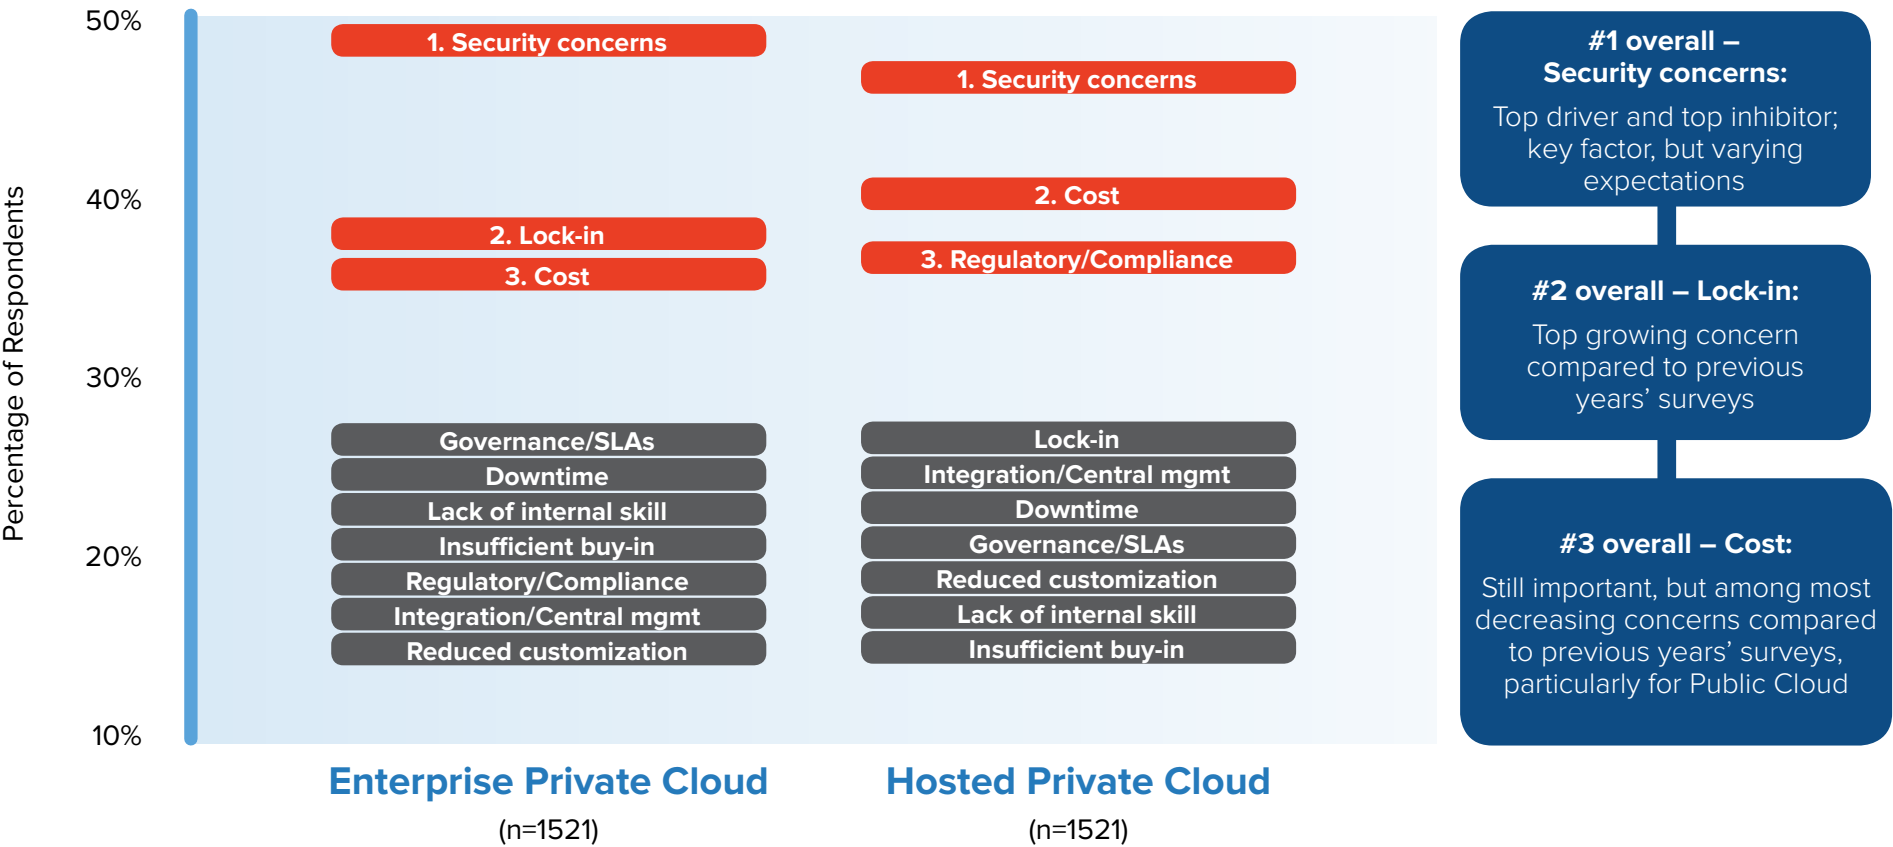 Percentage of Respondents
50%
40%
30%
20%
10%
1. Security concerns
2. Lock-in
3. Cost
Governance/SLAs
Downtime
Lack of internal skill
Insufficient buy-in
Regulatory/Compliance
Integration/Central mgmt
Reduced customization
Enterprise Private Cloud
(n=1521)
1. Security concerns
2. Cost
3. Regulatory/Compliance
Lock-in
Integration/Central mgmt
Downtime
Governance/SLAs
Reduced customization
Lack of internal skill
Insufficient buy-in
Hosted Private Cloud
(n=1521)
#1 overall –
Security concerns:
Top driver and top inhibitor;
key factor, but varying
expectations
#2 overall – Lock-in:
Top growing concern
compared to previous
years’ surveys
#3 overall – Cost:
Still important, but among most
decreasing concerns compared
to previous years’ surveys,
particularly for Public Cloud